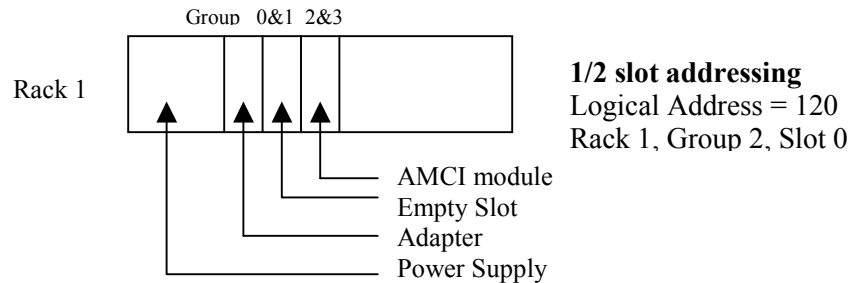 Group 0&1 2&3
Rack 1
1/2 slot addressing
Logical Address = 120
Rack 1, Group 2, Slot 0
AMCI module
Empty Slot
Adapter
Power Supply